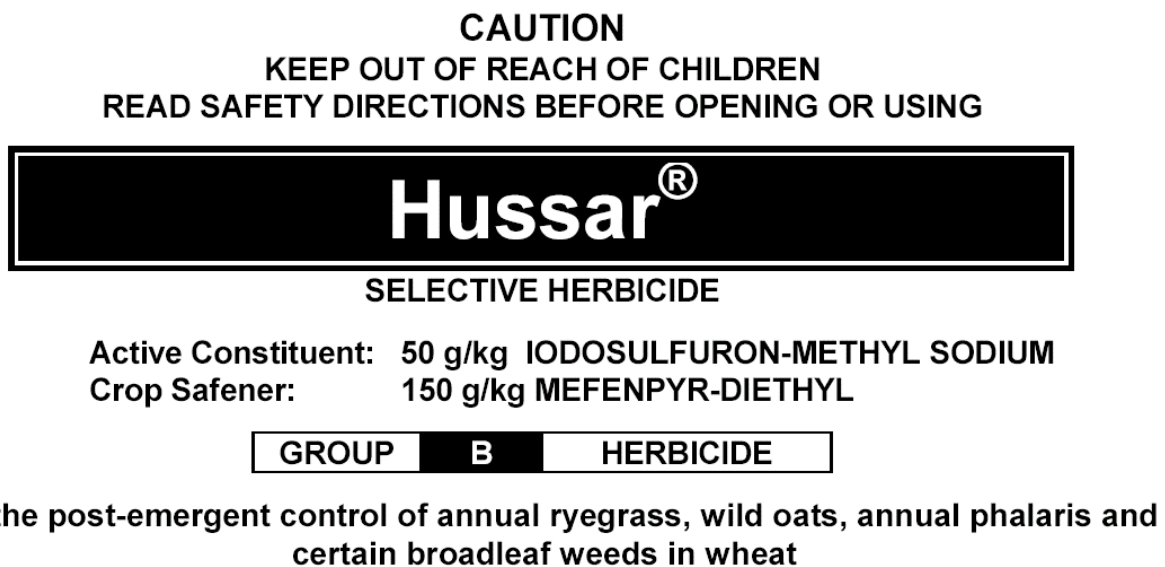 CAUTION
KEEP OUT OF REACH OF CHILDREN
READ SAFETY DIRECTIONS BEFORE OPENING OR USING
Hussar®
SELECTIVE HERBICIDE
Active Constituent: 50 g/kg IODOSULFURON-METHYL SODIUM
Crop Safener: 150 g/kg MEFENPYR-DIETHYL
GROUP B HERBICIDE
the post-emergent control of annual ryegrass, wild oats, annual phalaris and
certain broadleaf weeds in wheat